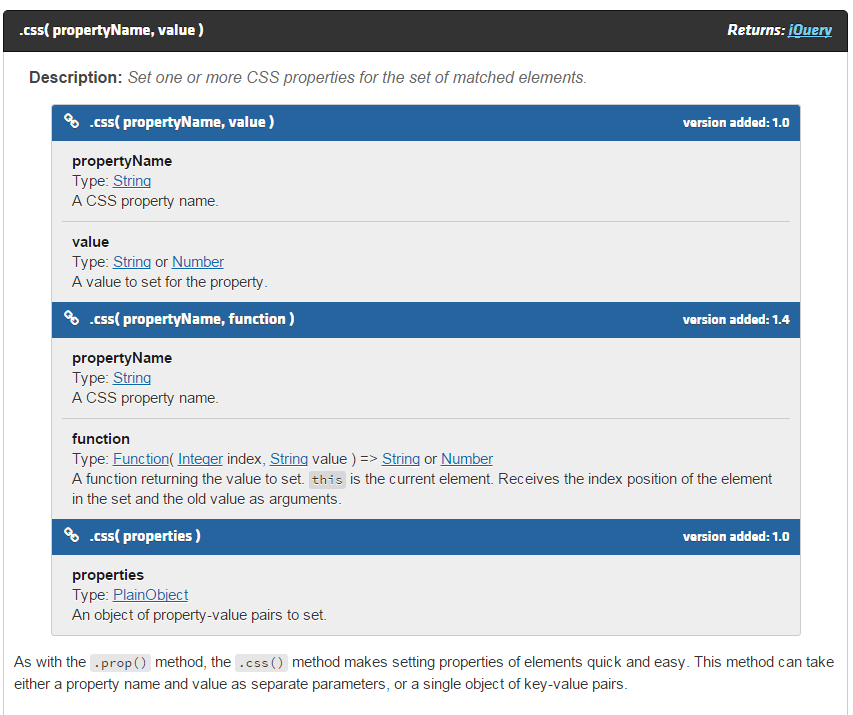 .css( propertyName, value ) Returns: jQuery
Description: Set one or more CSS properties for the set of matched elements.
.css( propertyName, value ) version added: 1.0
propertyName
Type: String
A CSS property name.
value
Type: String or Number
A value to set for the property.
.css( propertyName, function ) version added: 1.4
propertyName
Type: String
A CSS property name.
function
Type: Function( Integer index, String value ) => String or Number
A function returning the value to set. this is the current element. Receives the index position of the element
in the set and the old value as arguments.
.css( properties ) version added: 1.0
properties
Type: PlainObject
An object of property-value pairs to set.
As with the .prop() method, the .css() method makes setting properties of elements quick and easy. This method can take
either a property name and value as separate parameters, or a single object of key-value pairs.